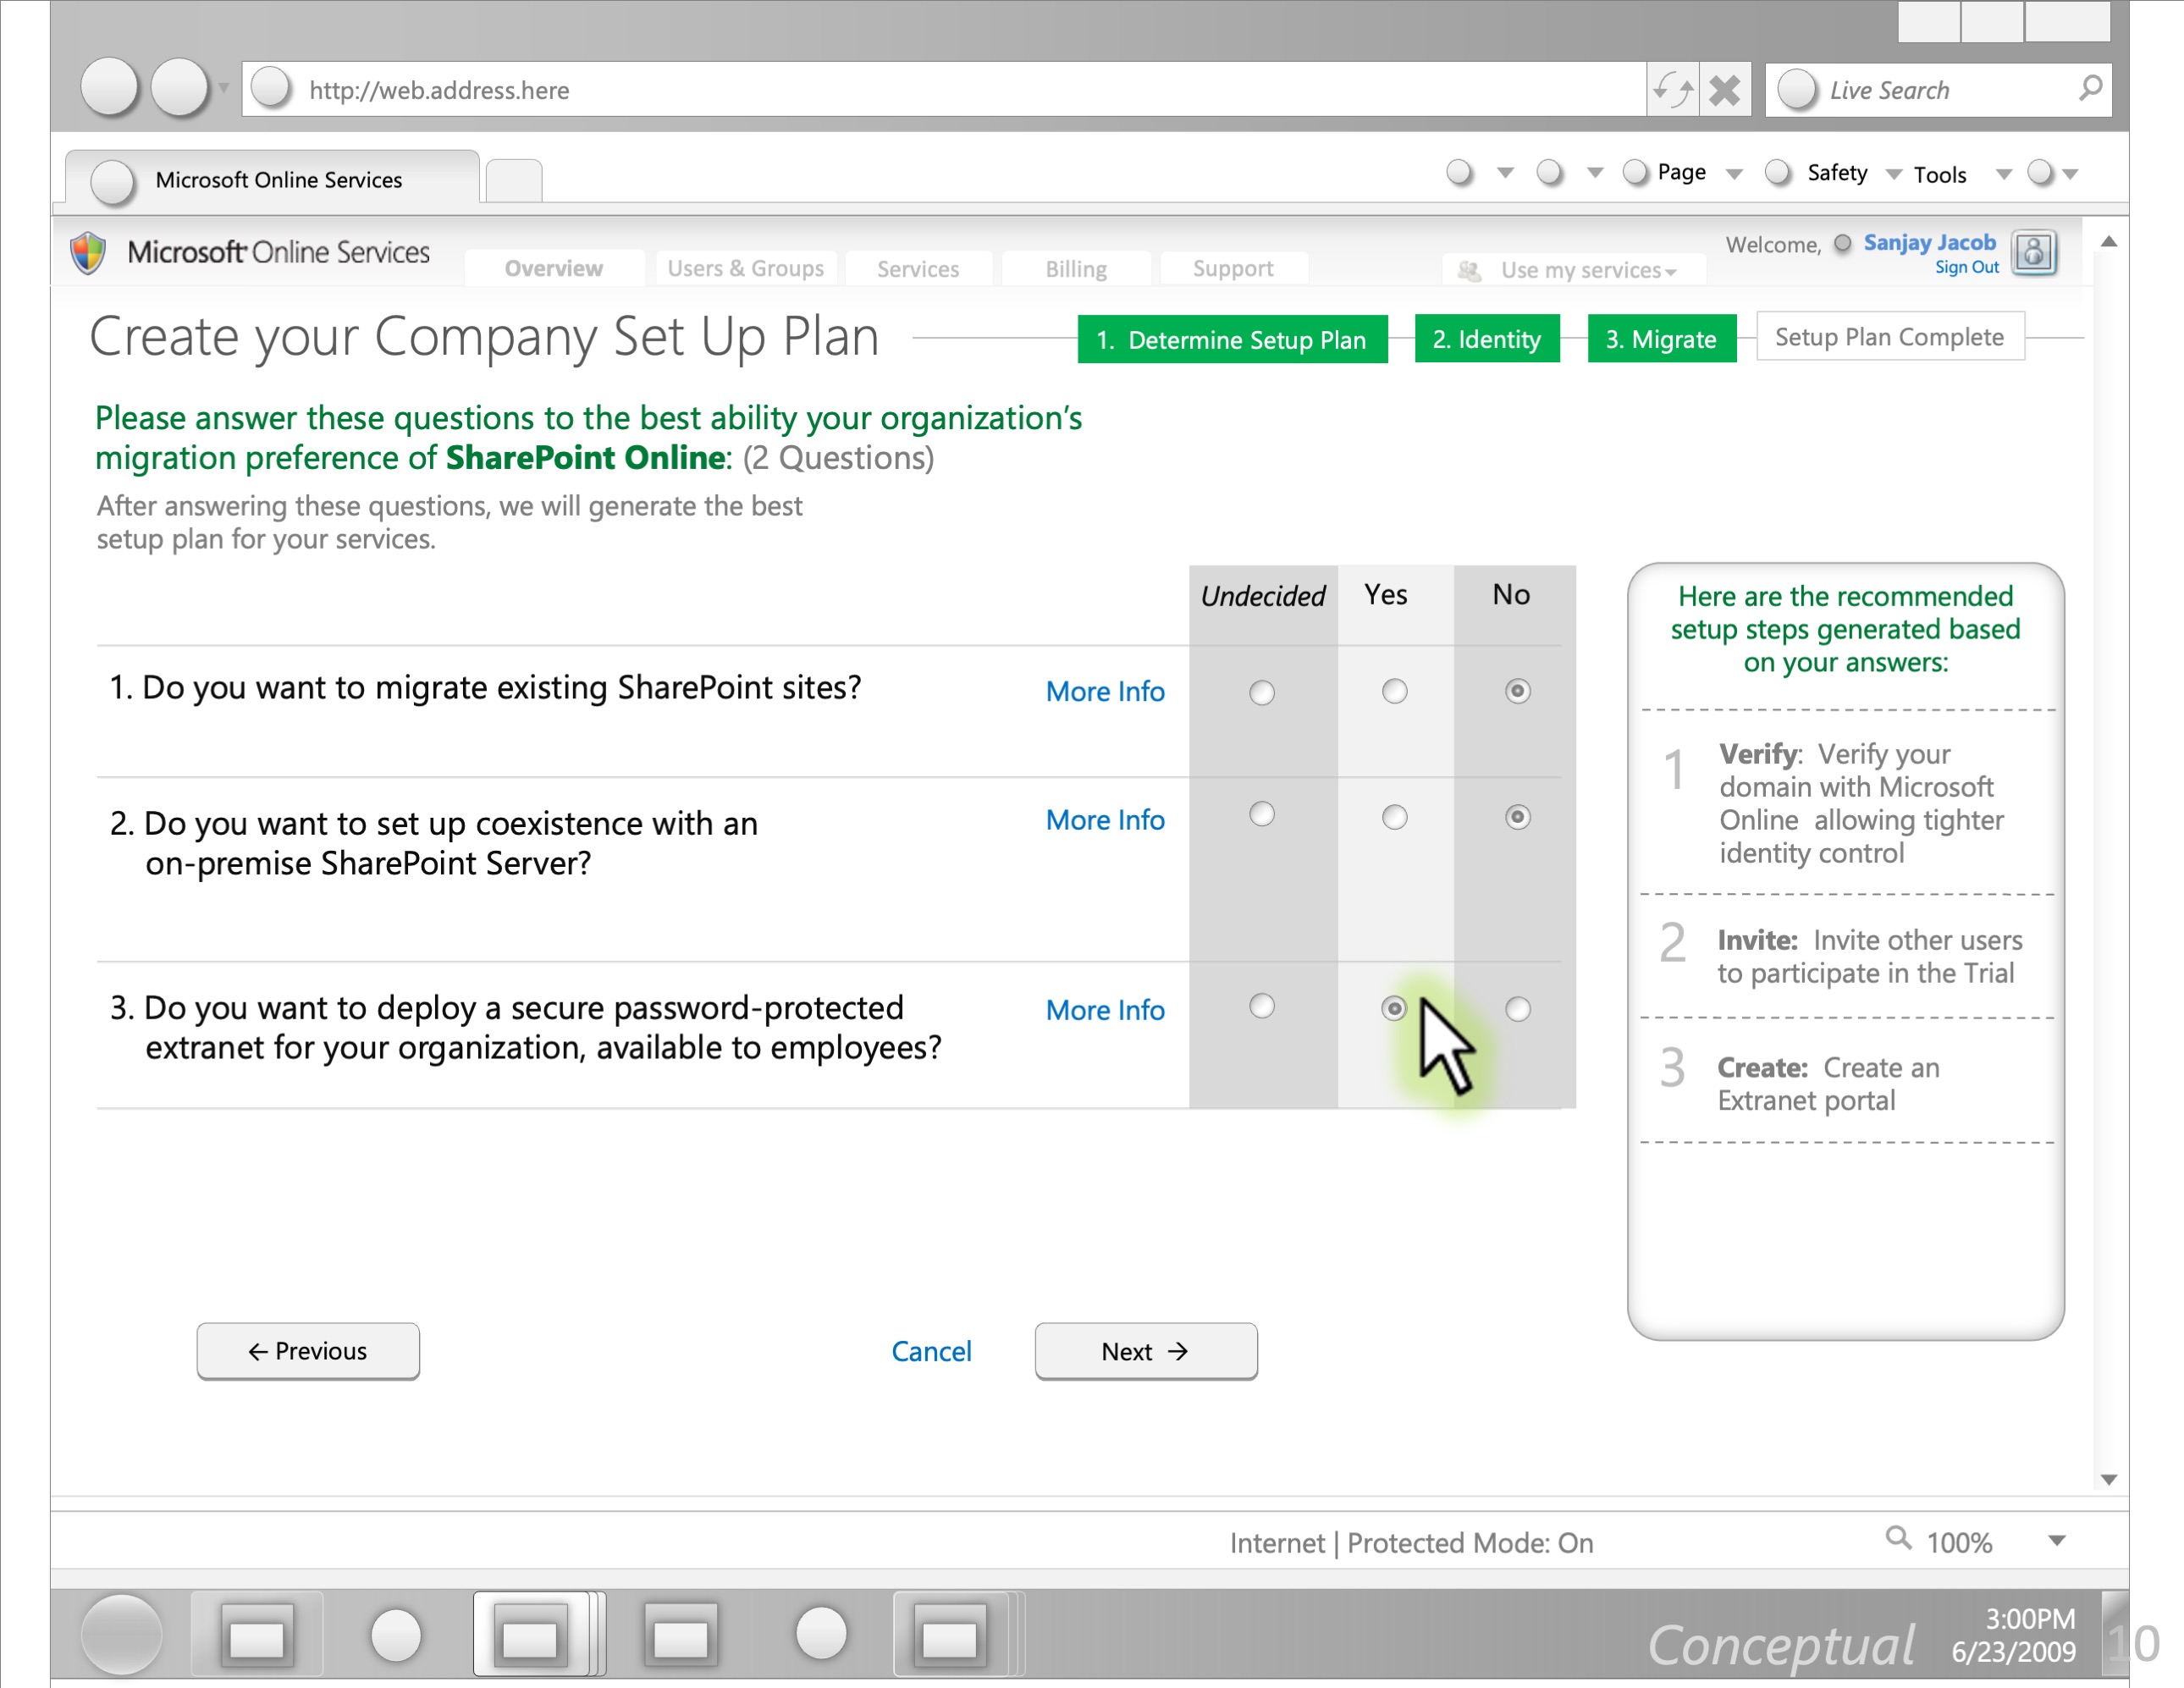 http://web.address.here
Live Search
Microsoft Online Services
Page
Safety
Tools
Microsoft Online Services
Overview
Users & Groups
Services
Billing
Support
Use my services
Welcome, Sanjay Jacob
Sign Out
Create your Company Set Up Plan
1. Determine Setup Plan
2. Identity
3. Migrate
Setup Plan Complete
Please answer these questions to the best ability your organization’s
migration preference of SharePoint Online: (2 Questions)
After answering these questions, we will generate the best
setup plan for your services.
Undecided
Yes
No
1. Do you want to migrate existing SharePoint sites?
More Info
2. Do you want to set up coexistence with an
on-premise SharePoint Server?
More Info
3. Do you want to deploy a secure password-protected
extranet for your organization, available to employees?
More Info
Here are the recommended
setup steps generated based
on your answers:
1
Verify: Verify your
domain with Microsoft
Online allowing tighter
identity control
2
Invite: Invite other users
to participate in the Trial
3
Create: Create an
Extranet portal
← Previous
Cancel
Next →
Internet | Protected Mode: On
100%
Conceptual
3:00PM
6/23/2009
10